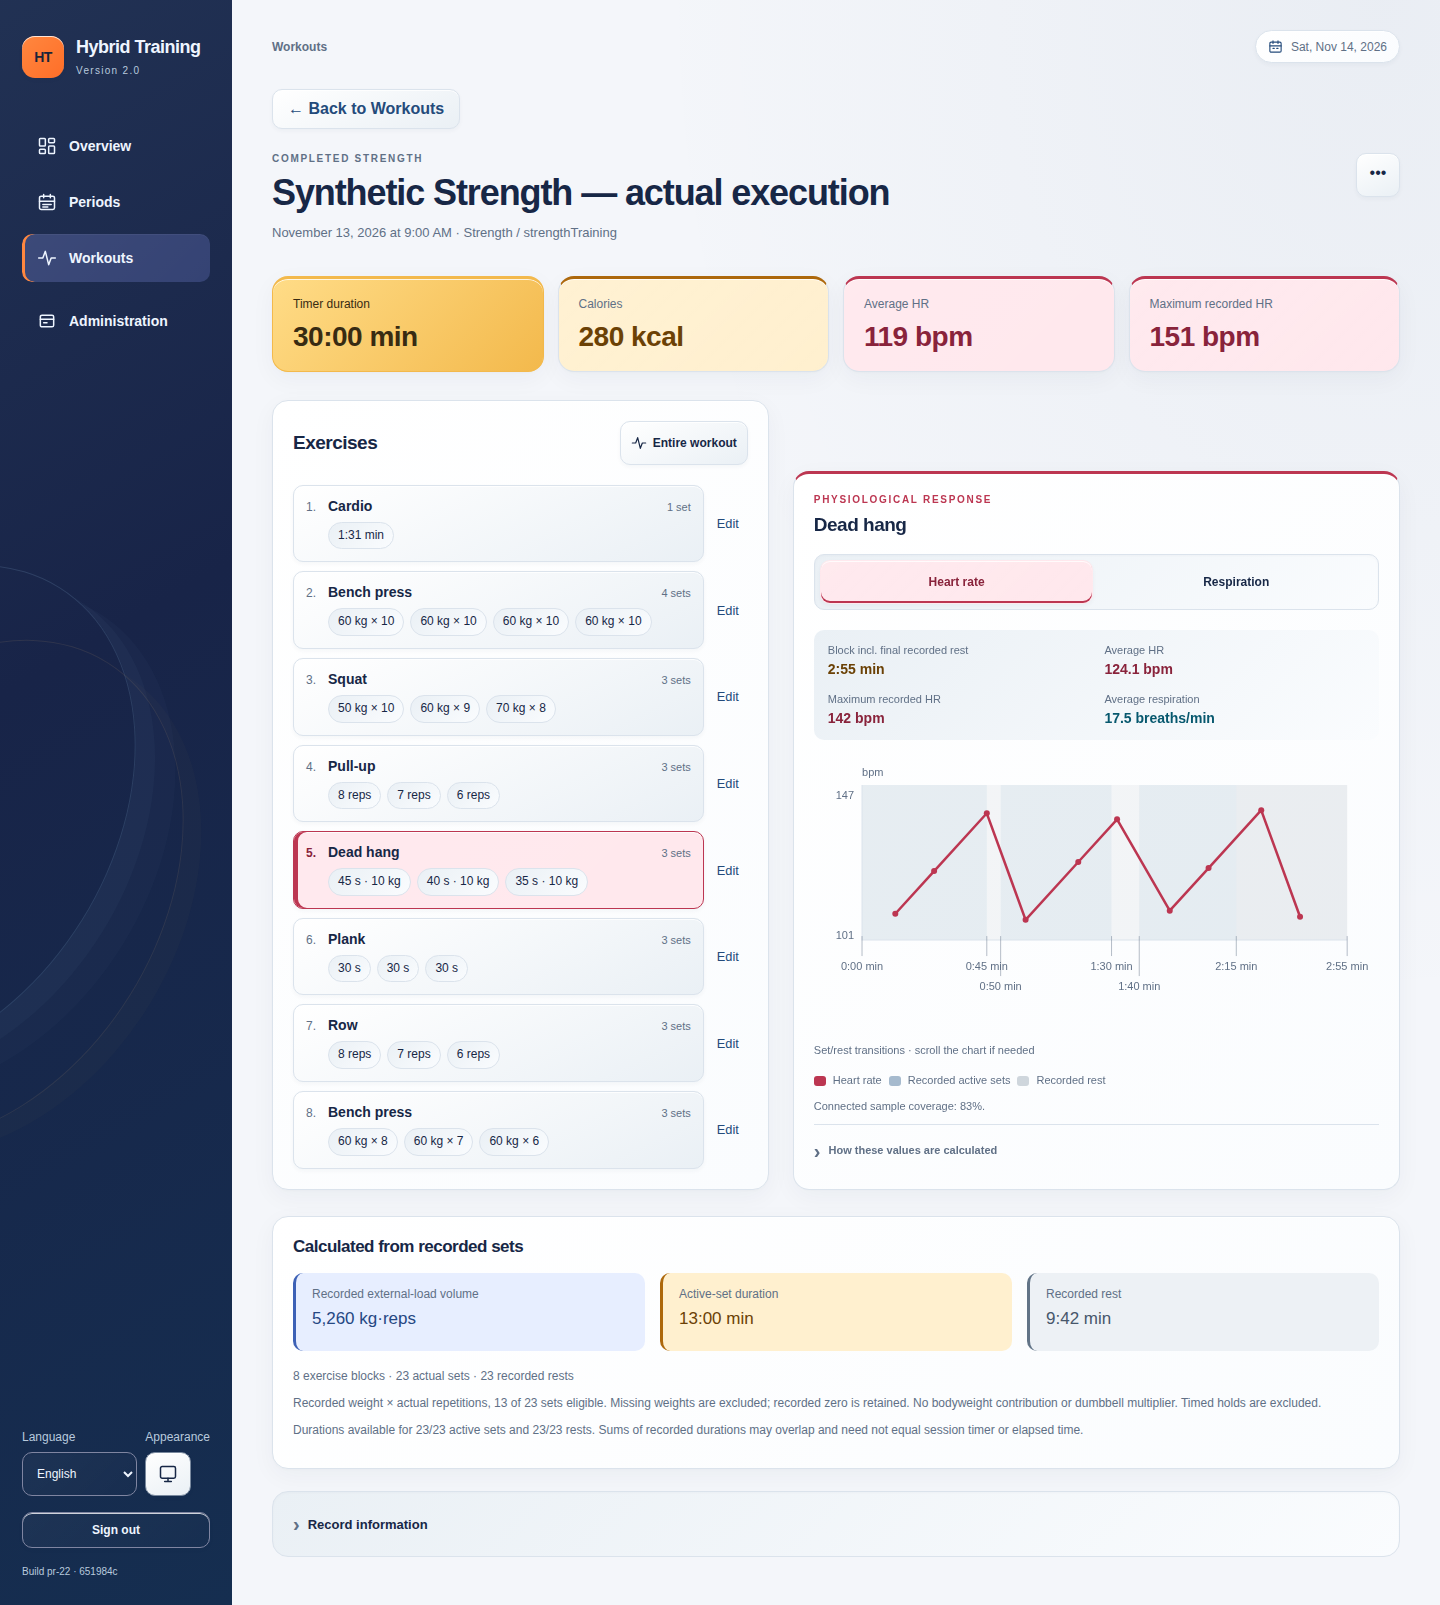 HT
Hybrid Training
Version 2.0
Overview
Periods
Workouts
Administration
Language
Appearance
English
Sign out
Build pr-22 · 651984c
Workouts
Sat, Nov 14, 2026
← Back to Workouts
COMPLETED STRENGTH
Synthetic Strength — actual execution
•••
November 13, 2026 at 9:00 AM · Strength / strengthTraining
Timer duration
30:00 min
Calories
280 kcal
Average HR
119 bpm
Maximum recorded HR
151 bpm
Exercises
Entire workout
1. Cardio 1 set
1:31 min
Edit
2. Bench press 4 sets
60 kg × 10 60 kg × 10 60 kg × 10 60 kg × 10
Edit
3. Squat 3 sets
50 kg × 10 60 kg × 9 70 kg × 8
Edit
4. Pull-up 3 sets
8 reps 7 reps 6 reps
Edit
5. Dead hang 3 sets
45 s · 10 kg 40 s · 10 kg 35 s · 10 kg
Edit
6. Plank 3 sets
30 s 30 s 30 s
Edit
7. Row 3 sets
8 reps 7 reps 6 reps
Edit
8. Bench press 3 sets
60 kg × 8 60 kg × 7 60 kg × 6
Edit
PHYSIOLOGICAL RESPONSE
Dead hang
Heart rate Respiration
Block incl. final recorded rest
2:55 min
Average HR
124.1 bpm
Maximum recorded HR
142 bpm
Average respiration
17.5 breaths/min
bpm
147
101
0:00 min 0:45 min 1:30 min 2:15 min 2:55 min
0:50 min 1:40 min
Set/rest transitions · scroll the chart if needed
Heart rate Recorded active sets Recorded rest
Connected sample coverage: 83%.
› How these values are calculated
Calculated from recorded sets
Recorded external-load volume
5,260 kg·reps
Active-set duration
13:00 min
Recorded rest
9:42 min
8 exercise blocks · 23 actual sets · 23 recorded rests
Recorded weight × actual repetitions, 13 of 23 sets eligible. Missing weights are excluded; recorded zero is retained. No bodyweight contribution or dumbbell multiplier. Timed holds are excluded.
Durations available for 23/23 active sets and 23/23 rests. Sums of recorded durations may overlap and need not equal session timer or elapsed time.
› Record information